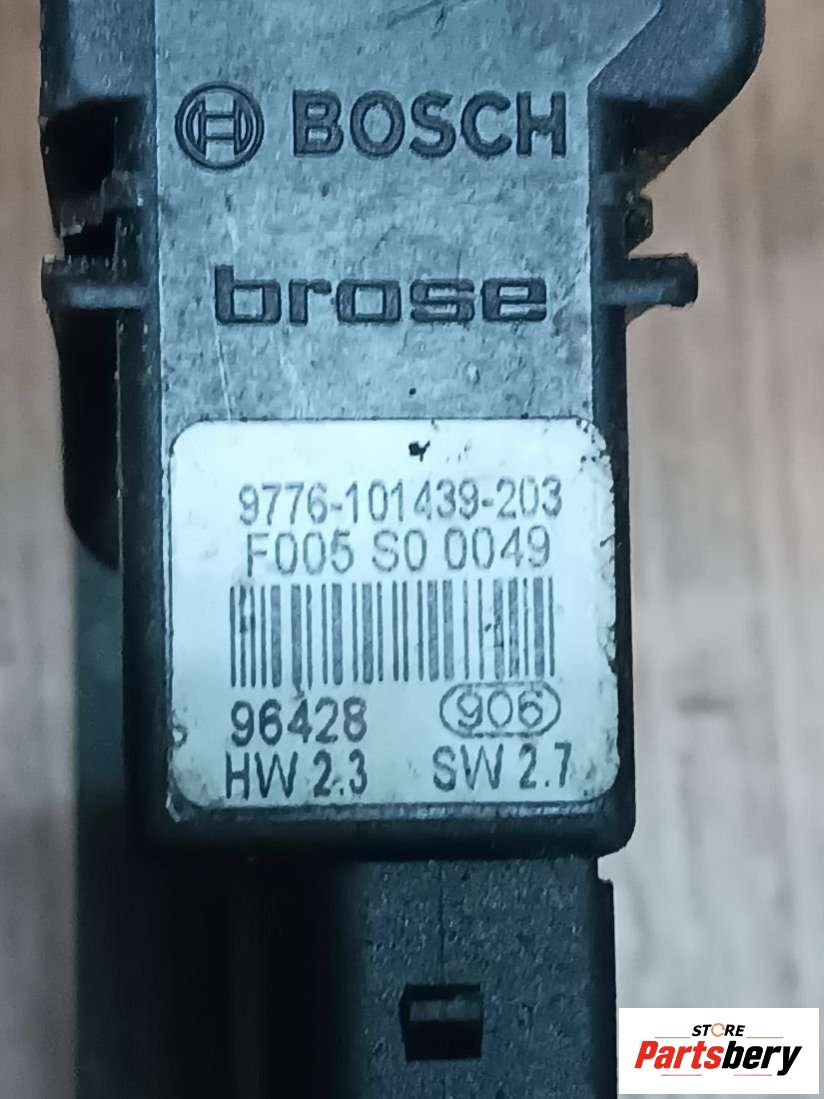 BOSCH
brose
9776-101439-203
F005 S0 0049
96428 906
HW 2.3 SW 2.7
STORE
Partsbery